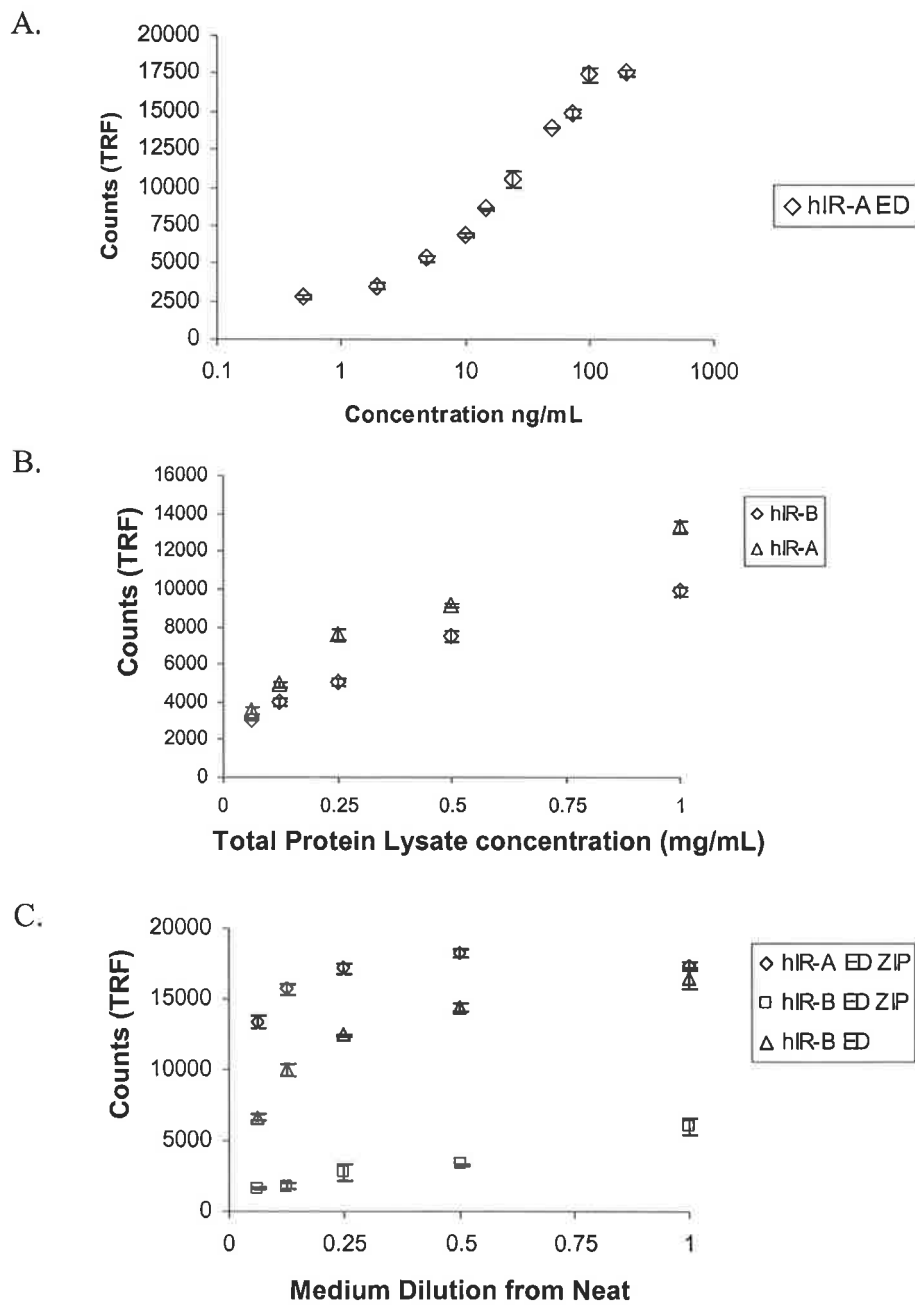 A.
20000
17500
15000
12500
10000
7500
5000
2500
0
Counts (TRF)
0.1 1 10 100 1000
Concentration ng/mL
hIR-A ED
B.
16000
14000
12000
10000
8000
6000
4000
2000
0
Counts (TRF)
0 0.25 0.5 0.75 1
Total Protein Lysate concentration (mg/mL)
hIR-B
hIR-A
C.
20000
15000
10000
5000
0
Counts (TRF)
0 0.25 0.5 0.75 1
Medium Dilution from Neat
hIR-A ED ZIP
hIR-B ED ZIP
hIR-B ED